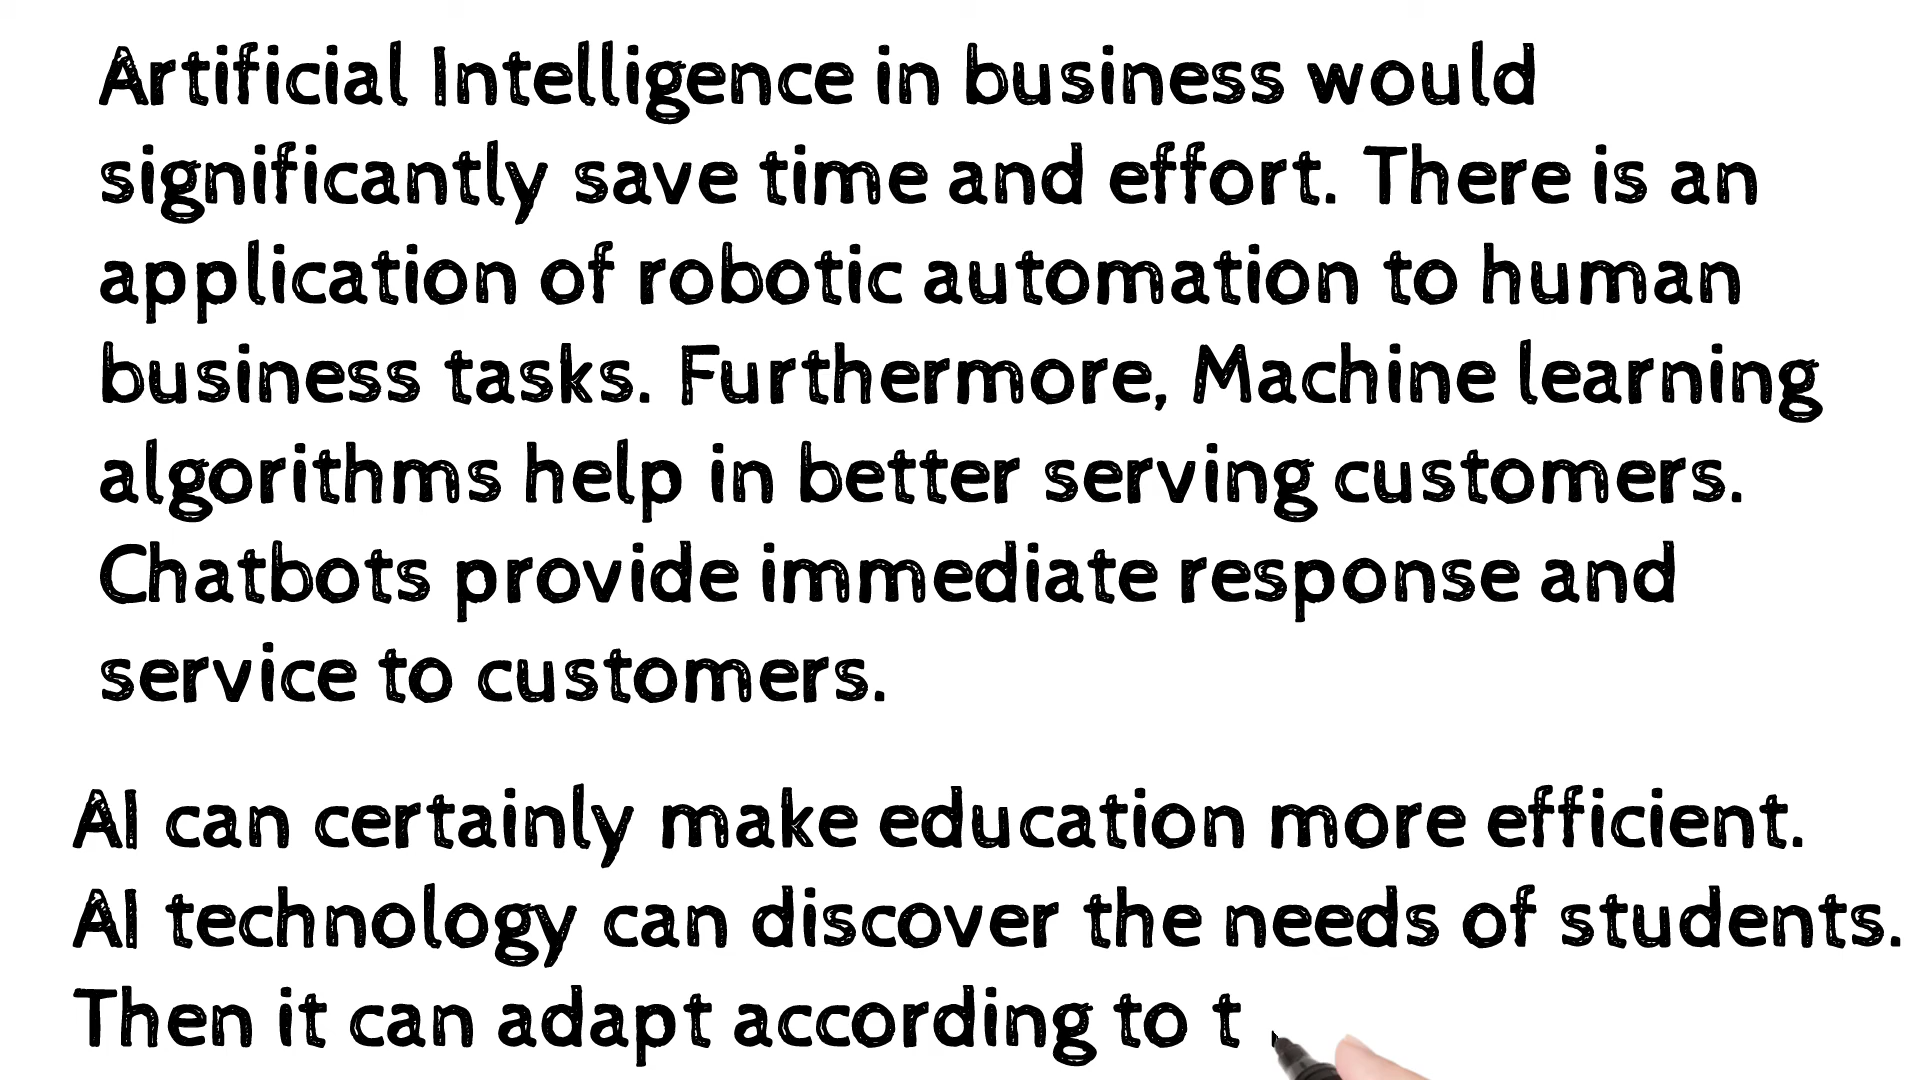 Artificial Intelligence in business would
significantly save time and effort. There is an
application of robotic automation to human
business tasks. Furthermore, Machine learning
algorithms help in better serving customers.
Chatbots provide immediate response and
service to customers.
AI can certainly make education more efficient.
AI technology can discover the needs of students.
Then it can adapt according to t